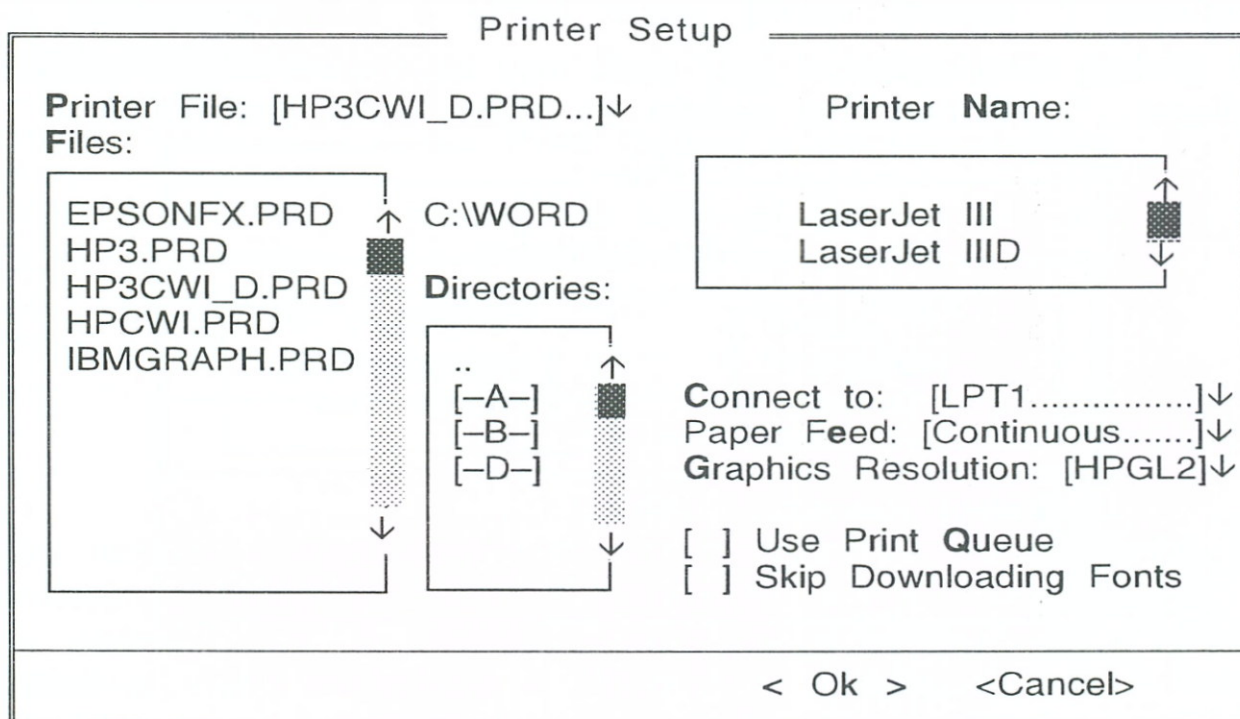 Printer Setup
Printer File: [HP3CWI_D.PRD...]↓
Files:
EPSONFX.PRD
HP3.PRD
HP3CWI_D.PRD
HPCWI.PRD
IBMGRAPH.PRD
C:\WORD
Directories:
..
[–A–]
[–B–]
[–D–]
Printer Name:
LaserJet III
LaserJet IIID
Connect to: [LPT1................]↓
Paper Feed: [Continuous.......]↓
Graphics Resolution: [HPGL2]↓
[ ] Use Print Queue
[ ] Skip Downloading Fonts
< Ok > <Cancel>